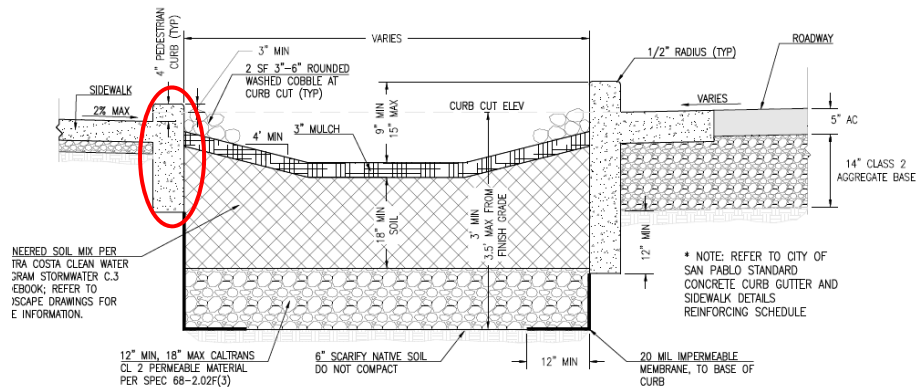 4" PEDESTRIAN
CURB (TYP)
VARIES
3" MIN
2 SF 3"-6" ROUNDED
WASHED COBBLE AT
CURB CUT (TYP)
SIDEWALK
2% MAX
4' MIN
3" MULCH
9" MIN
15" MAX
CURB CUT ELEV
1/2" RADIUS (TYP)
ROADWAY
VARIES
5" AC
14" CLASS 2
AGGREGATE BASE
18" MIN
SOIL
3' MIN
3.5' MAX FROM
FINISH GRADE
12" MIN
NEERED SOIL MIX PER
TRA COSTA CLEAN WATER
GRAM STORMWATER C.3
EBOOK; REFER TO
SCAPE DRAWINGS FOR
E INFORMATION.
* NOTE: REFER TO CITY OF
SAN PABLO STANDARD
CONCRETE CURB GUTTER AND
SIDEWALK DETAILS
REINFORCING SCHEDULE
12" MIN, 18" MAX CALTRANS
CL 2 PERMEABLE MATERIAL
PER SPEC 68-2.02F(3)
6" SCARIFY NATIVE SOIL
DO NOT COMPACT
12" MIN
20 MIL IMPERMEABLE
MEMBRANE, TO BASE OF
CURB